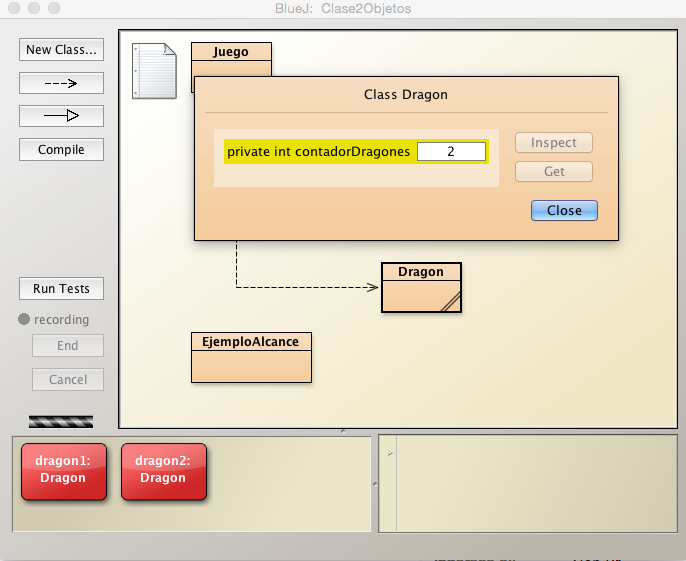 BlueJ: Clase2Objetos
New Class...
Compile
Run Tests
recording
End
Cancel
Juego
Class Dragon
private int contadorDragones 2
Inspect
Get
Close
Dragon
EjemploAlcance
dragon1:
Dragon
dragon2:
Dragon